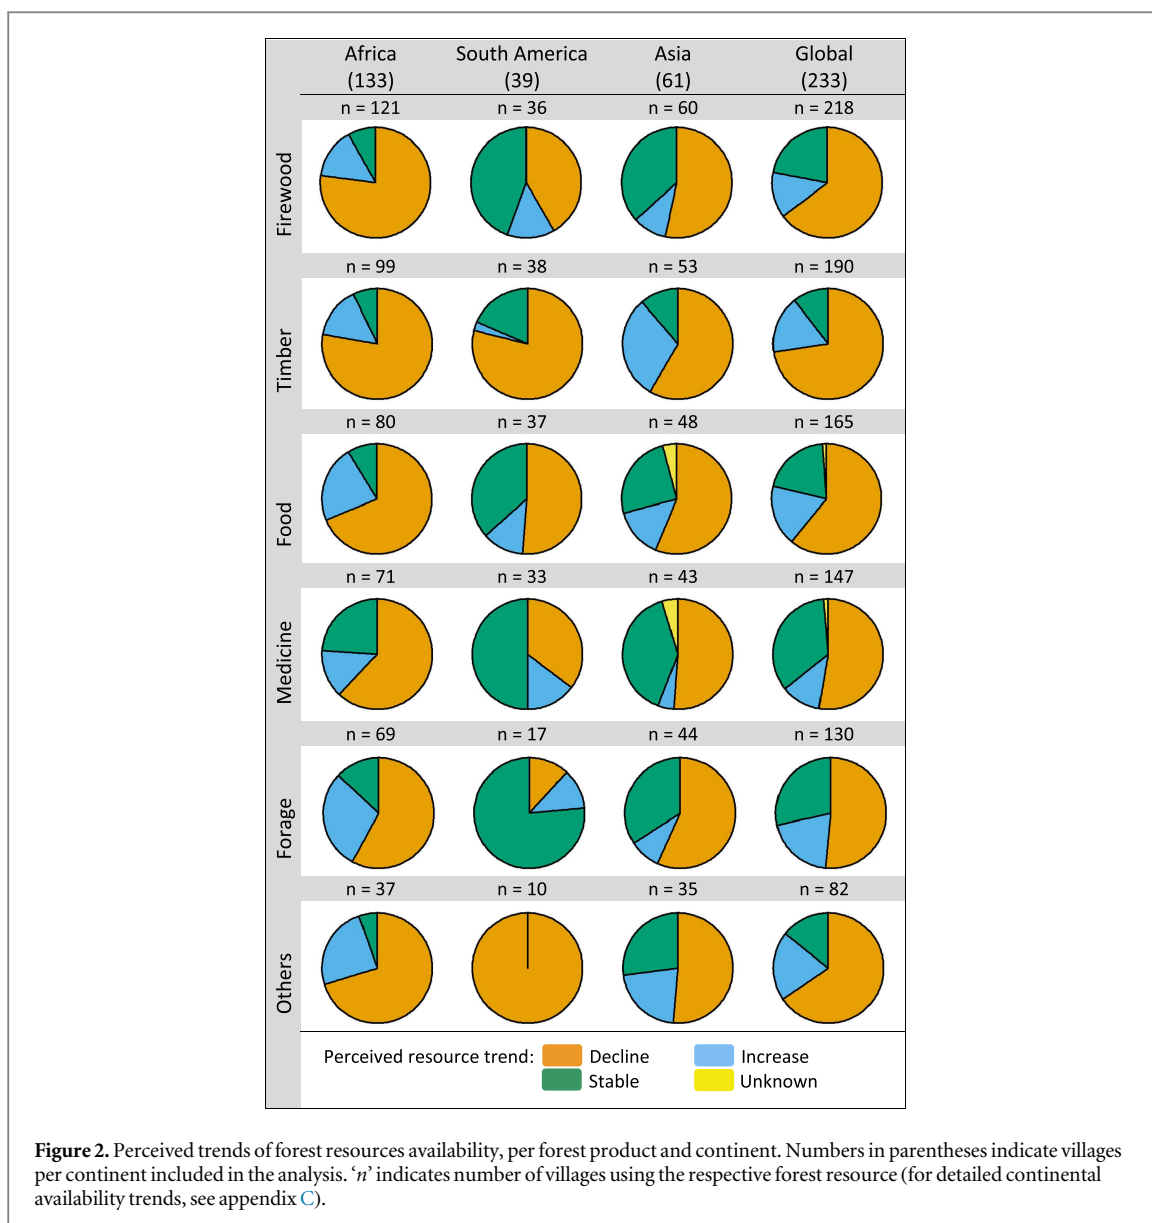 Africa South America Asia Global
(133) (39) (61) (233)
n = 121 n = 36 n = 60 n = 218
Firewood
n = 99 n = 38 n = 53 n = 190
Timber
n = 80 n = 37 n = 48 n = 165
Food
n = 71 n = 33 n = 43 n = 147
Medicine
n = 69 n = 17 n = 44 n = 130
Forage
n = 37 n = 10 n = 35 n = 82
Others
Perceived resource trend: Decline Increase
Stable Unknown
Figure 2. Perceived trends of forest resources availability, per forest product and continent. Numbers in parentheses indicate villages
per continent included in the analysis. ‘n’ indicates number of villages using the respective forest resource (for detailed continental
availability trends, see appendix C).